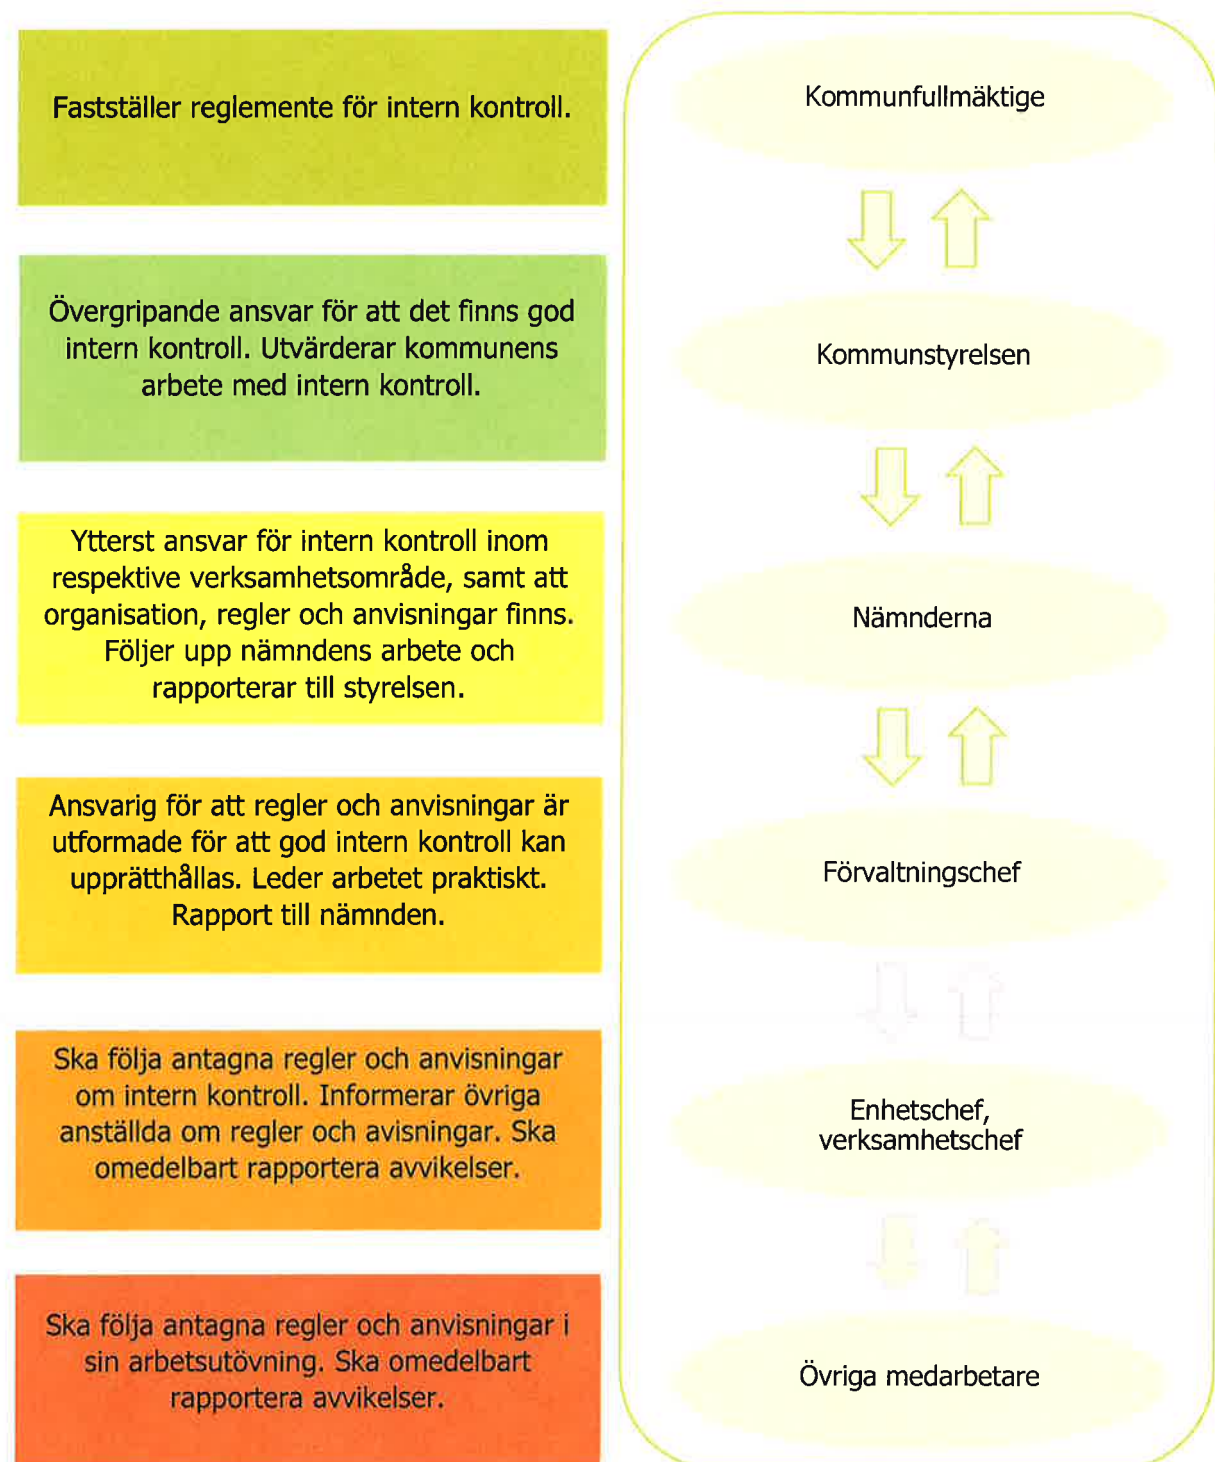 Fastställer reglemente för intern kontroll.
Kommunfullmäktige
Övergripande ansvar för att det finns god
intern kontroll. Utvärderar kommunens
arbete med intern kontroll.
Kommunstyrelsen
Ytterst ansvar för intern kontroll inom
respektive verksamhetsområde, samt att
organisation, regler och anvisningar finns.
Följer upp nämndens arbete och
rapporterar till styrelsen.
Nämnderna
Ansvarig för att regler och anvisningar är
utformade för att god intern kontroll kan
upprätthållas. Leder arbetet praktiskt.
Rapport till nämnden.
Förvaltningschef
Ska följa antagna regler och anvisningar
om intern kontroll. Informerar övriga
anställda om regler och avisningar. Ska
omedelbart rapportera avvikelser.
Enhetschef,
verksamhetschef
Ska följa antagna regler och anvisningar i
sin arbetsutövning. Ska omedelbart
rapportera avvikelser.
Övriga medarbetare